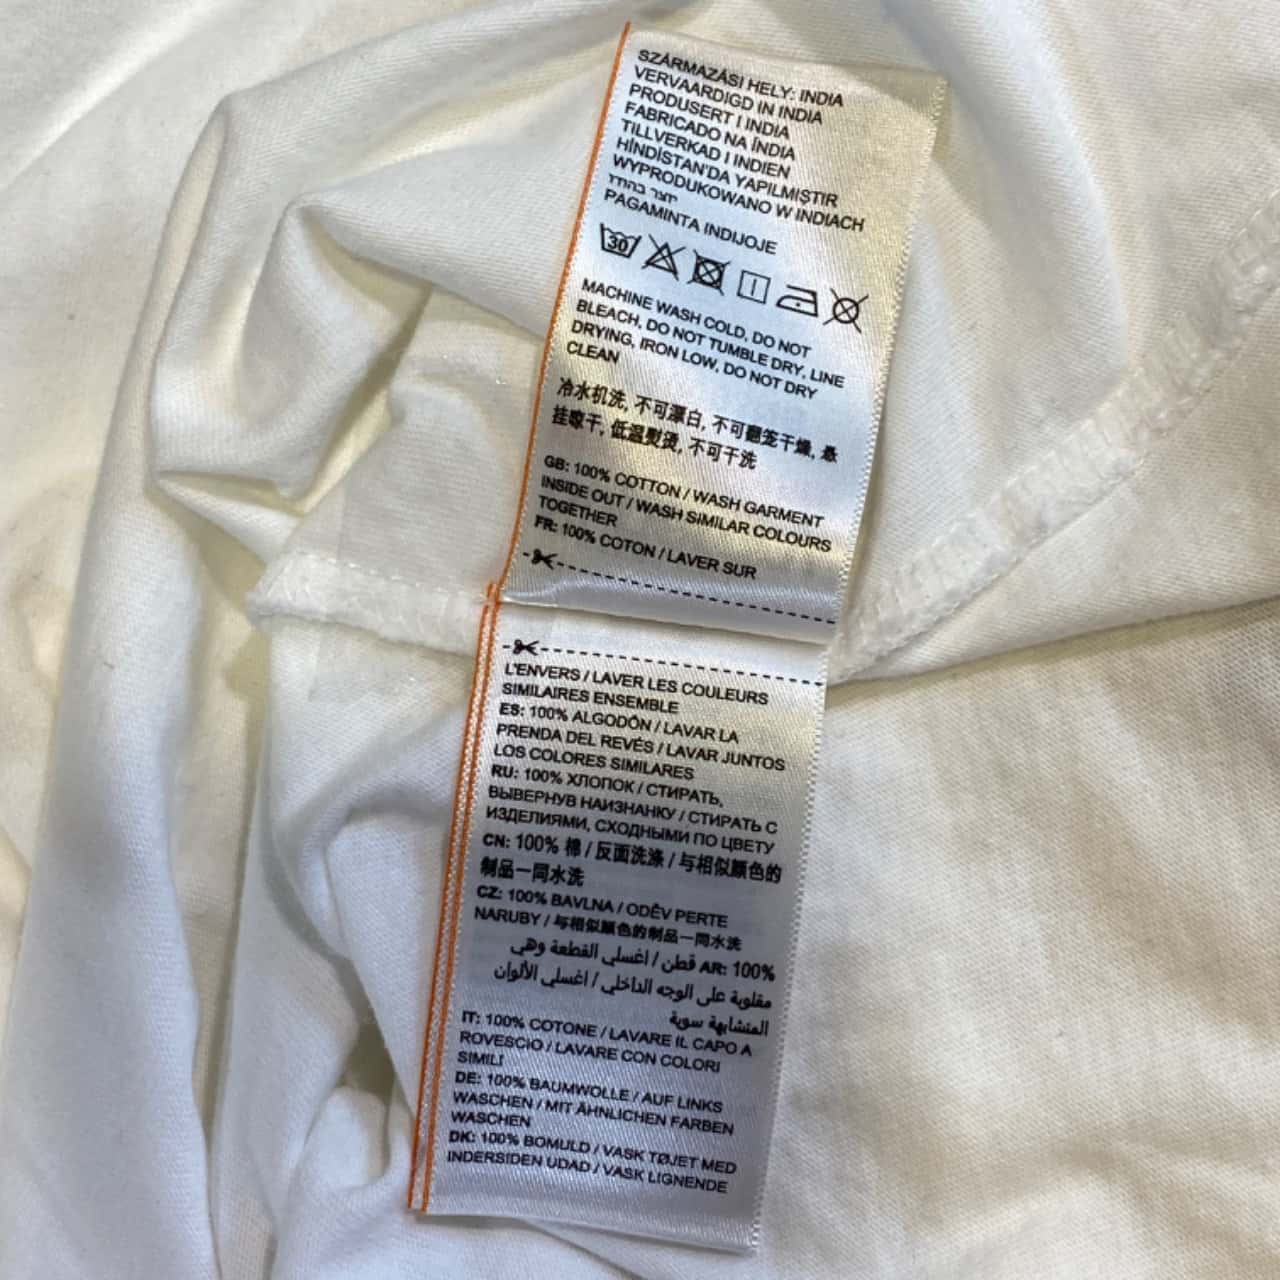 SZÁRMAZÁSI HELY: INDIA
VERVAARDIGD IN INDIA
PRODUSERT I INDIA
FABRICADO NA ÍNDIA
TILLVERKAD I INDIEN
HİNDİSTAN'DA YAPILMIŞTIR
WYPRODUKOWANO W INDIACH
יוצר בהודו
PAGAMINTA INDIJOJE
30
MACHINE WASH COLD, DO NOT
BLEACH, DO NOT TUMBLE DRY, LINE
DRYING, IRON LOW, DO NOT DRY
CLEAN
冷水机洗, 不可漂白, 不可翻笼干燥, 悬
挂晾干, 低温熨烫, 不可干洗
GB: 100% COTTON / WASH GARMENT
INSIDE OUT / WASH SIMILAR COLOURS
TOGETHER
FR: 100% COTON / LAVER SUR
L'ENVERS / LAVER LES COULEURS
SIMILAIRES ENSEMBLE
ES: 100% ALGODÓN / LAVAR LA
PRENDA DEL REVÉS / LAVAR JUNTOS
LOS COLORES SIMILARES
RU: 100% ХЛОПОК / СТИРАТЬ,
ВЫВЕРНУВ НАИЗНАНКУ / СТИРАТЬ С
ИЗДЕЛИЯМИ, СХОДНЫМИ ПО ЦВЕТУ
CN: 100% 棉 / 反面洗涤 / 与相似颜色的
制品一同水洗
CZ: 100% BAVLNA / ODĚV PERTE
NARUBY / 与相似颜色的制品一同水洗
AR: 100% قطن / اغسلي القطعة وهي
مقلوبة على الوجه الداخلي / اغسلي الألوان
المتشابهة سوية
IT: 100% COTONE / LAVARE IL CAPO A
ROVESCIO / LAVARE CON COLORI
SIMILI
DE: 100% BAUMWOLLE / AUF LINKS
WASCHEN / MIT ÄHNLICHEN FARBEN
WASCHEN
DK: 100% BOMULD / VASK TØJET MED
INDERSIDEN UDAD / VASK LIGNENDE